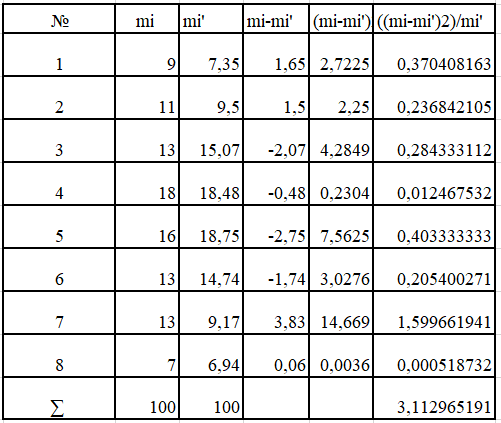 № mi mi' mi-mi' (mi-mi') ((mi-mi')2)/mi'
1 9 7,35 1,65 2,7225 0,370408163
2 11 9,5 1,5 2,25 0,236842105
3 13 15,07 -2,07 4,2849 0,284333112
4 18 18,48 -0,48 0,2304 0,012467532
5 16 18,75 -2,75 7,5625 0,403333333
6 13 14,74 -1,74 3,0276 0,205400271
7 13 9,17 3,83 14,669 1,599661941
8 7 6,94 0,06 0,0036 0,000518732
∑ 100 100 3,112965191